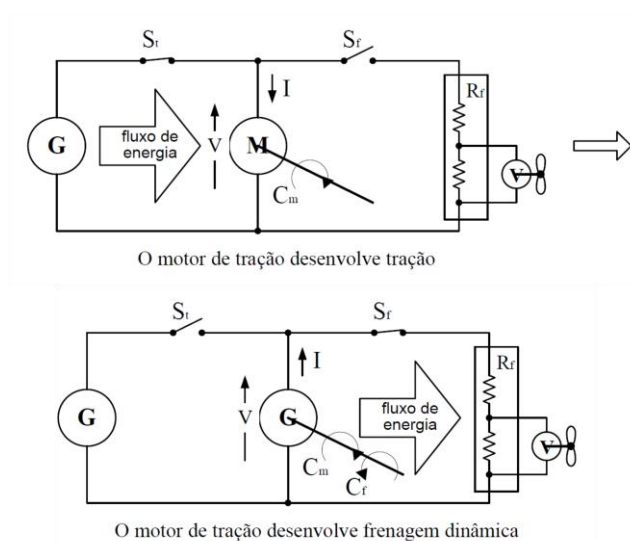 St Sf
I Rf
G fluxo de energia V M V
Cm
O motor de tração desenvolve tração
St Sf
I Rf
G V G fluxo de energia V
Cm
Cf
O motor de tração desenvolve frenagem dinâmica